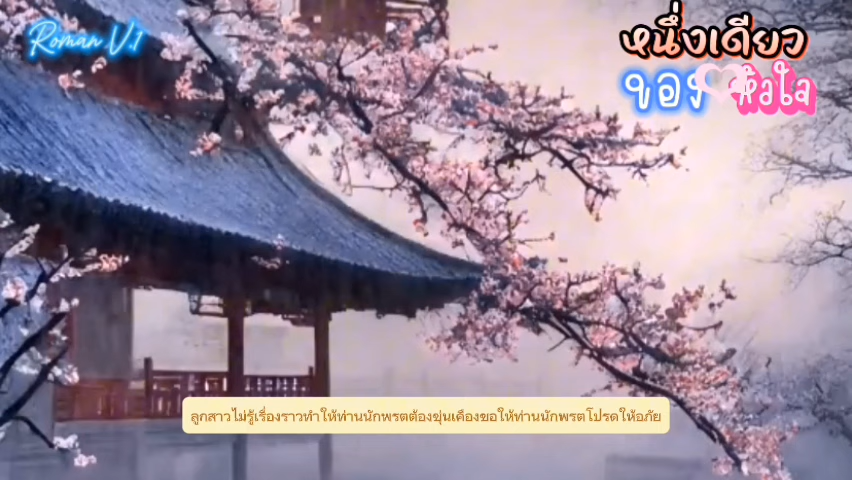 Roman V.1
หนึ่งเดียว
ของ หัวใจ
ลูกสาวไม่รู้เรื่องราวทำให้ท่านนักพรตต้องขุ่นเคืองขอให้ท่านนักพรตโปรดให้อภัย